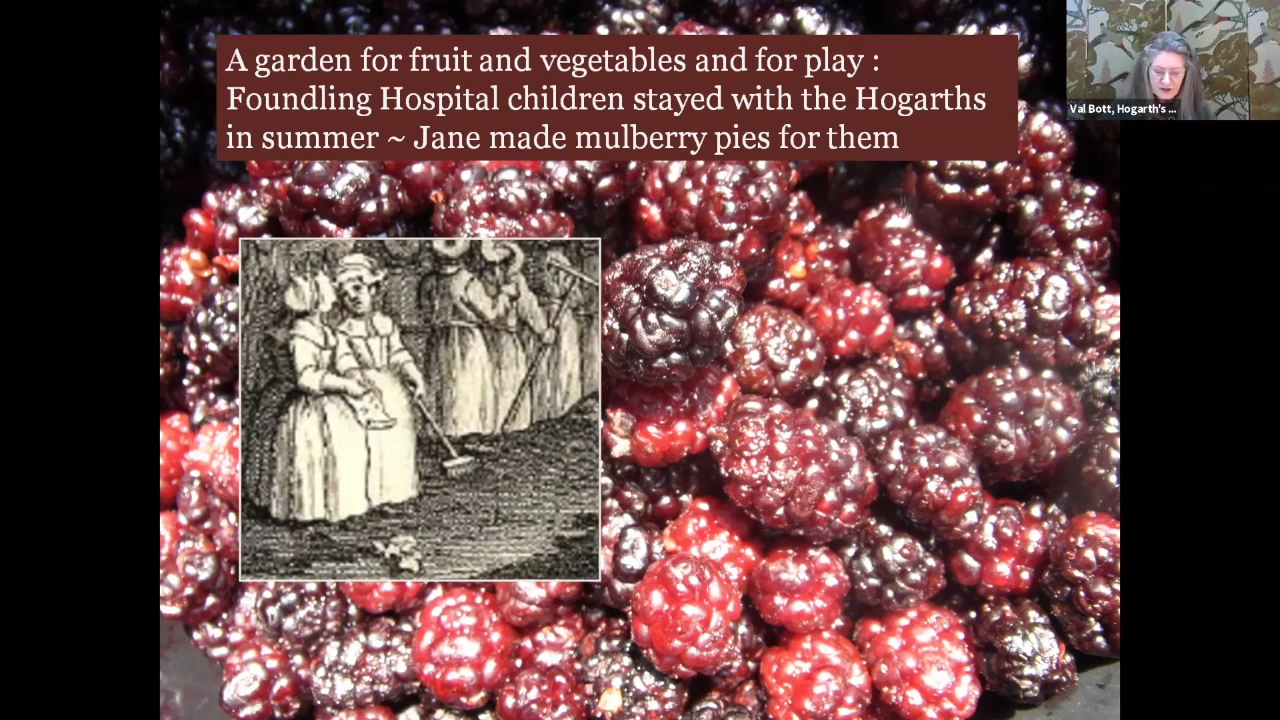 A garden for fruit and vegetables and for play :
Foundling Hospital children stayed with the Hogarths
in summer ~ Jane made mulberry pies for them
Val Bott, Hogarth's ...